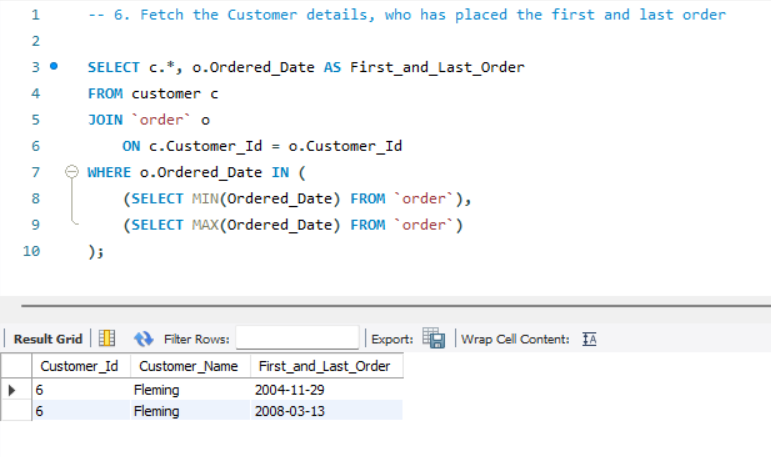 1 -- 6. Fetch the Customer details, who has placed the first and last order
2
3 SELECT c.*, o.Ordered_Date AS First_and_Last_Order
4 FROM customer c
5 JOIN `order` o
6 ON c.Customer_Id = o.Customer_Id
7 WHERE o.Ordered_Date IN (
8 (SELECT MIN(Ordered_Date) FROM `order`),
9 (SELECT MAX(Ordered_Date) FROM `order`)
10 );
Result Grid Filter Rows: Export: Wrap Cell Content: IA
Customer_Id Customer_Name First_and_Last_Order
6 Fleming 2004-11-29
6 Fleming 2008-03-13